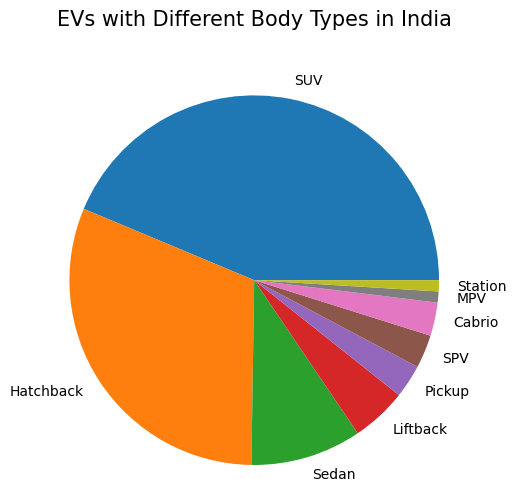 EVs with Different Body Types in India
SUV
Hatchback
Sedan
Liftback
Pickup
SPV
Cabrio
MPV
Station